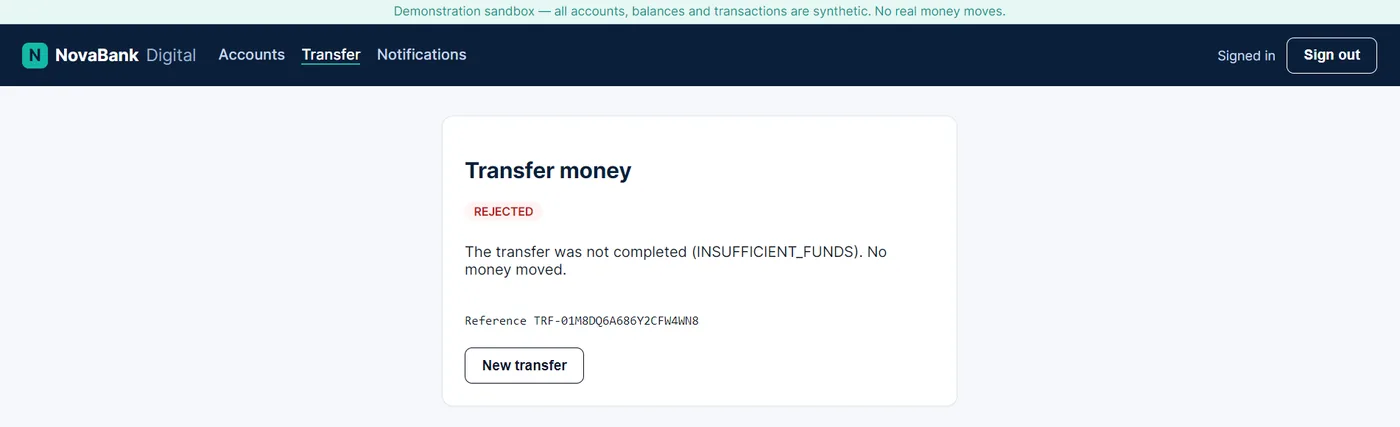 Demonstration sandbox — all accounts, balances and transactions are synthetic. No real money moves.
N NovaBank Digital Accounts Transfer Notifications Signed in Sign out
Transfer money
REJECTED
The transfer was not completed (INSUFFICIENT_FUNDS). No
money moved.
Reference TRF-01M8DQ6A686Y2CFW4WN8
New transfer